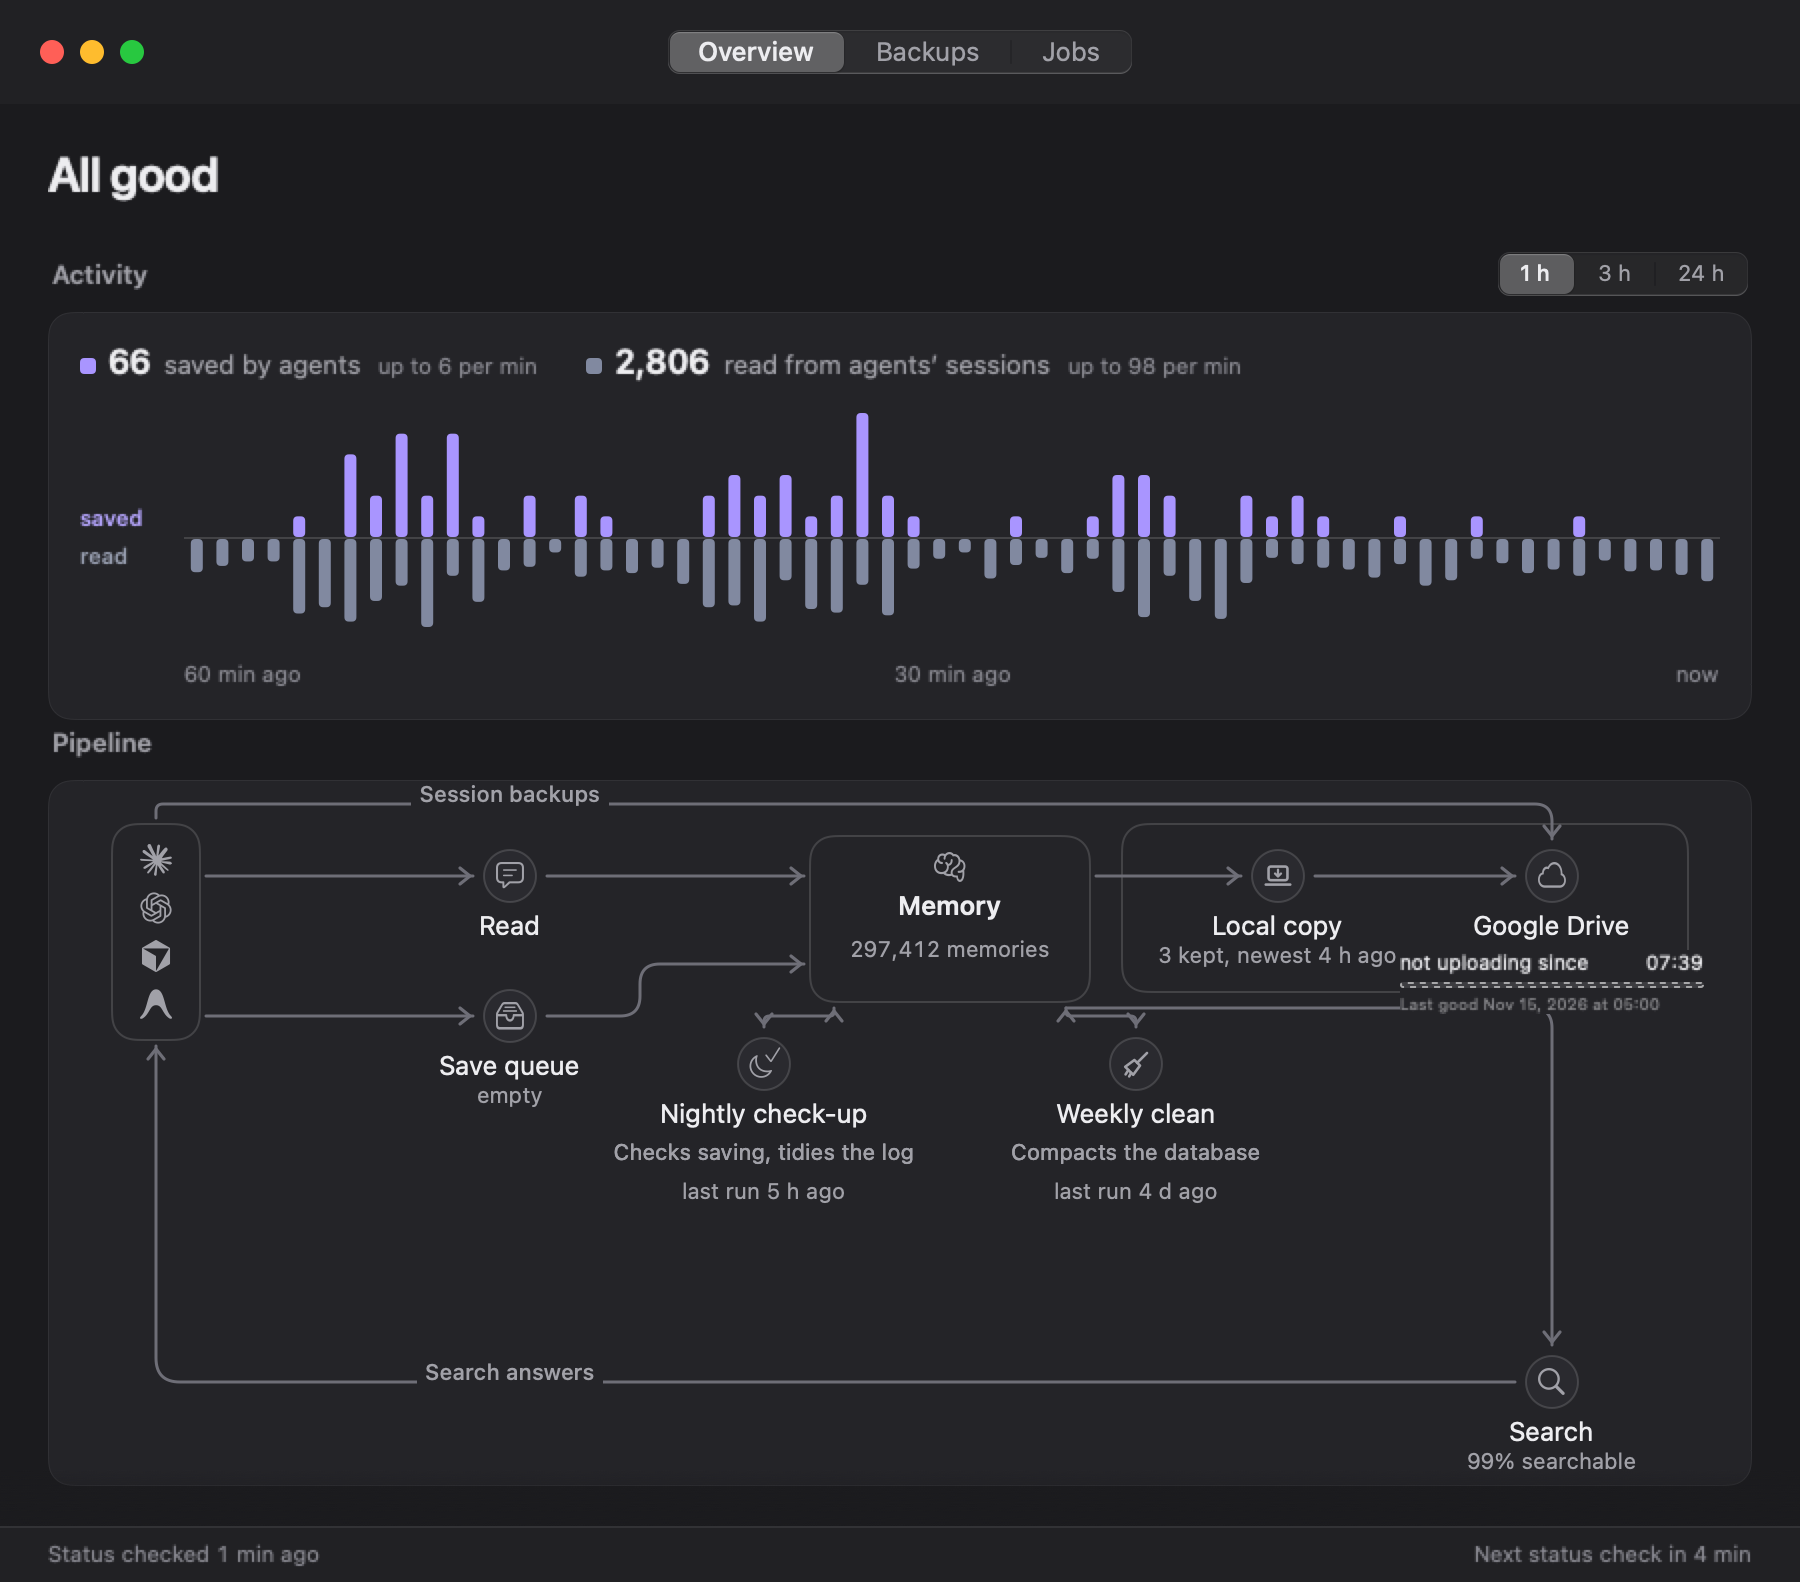 Overview
Backups
Jobs
All good
Activity
1 h
3 h
24 h
66 saved by agents up to 6 per min
2,806 read from agents’ sessions up to 98 per min
saved
read
60 min ago
30 min ago
now
Pipeline
Session backups
Read
Memory
297,412 memories
Local copy
3 kept, newest 4 h ago
Google Drive
not uploading since 07:39
Last good Nov 15, 2026 at 05:00
Save queue
empty
Nightly check-up
Checks saving, tidies the log
last run 5 h ago
Weekly clean
Compacts the database
last run 4 d ago
Search answers
Search
99% searchable
Status checked 1 min ago
Next status check in 4 min